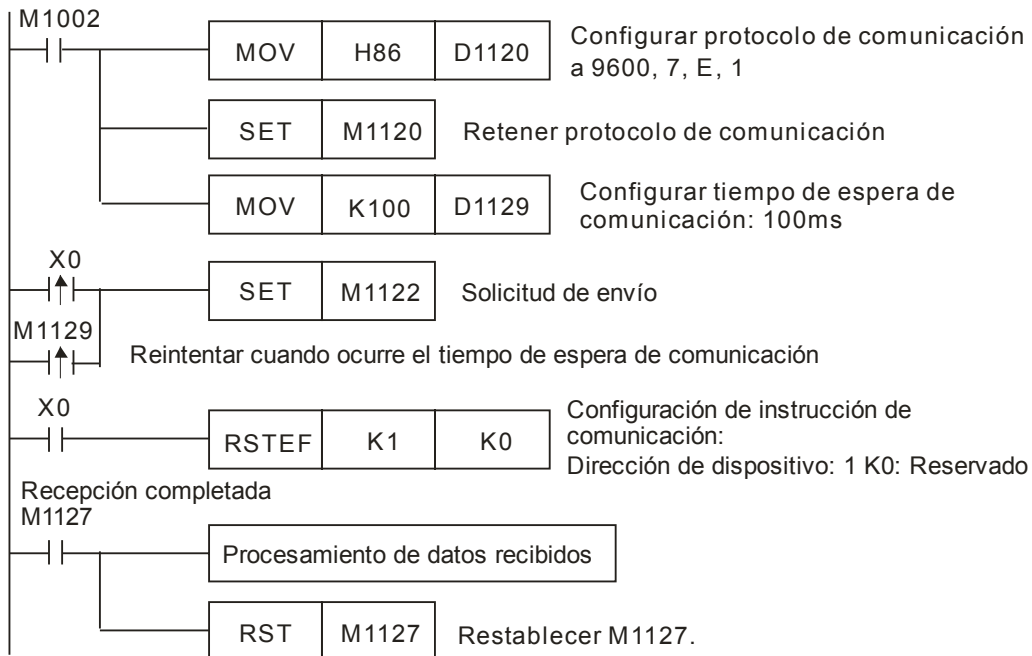 M1002
MOV H86 D1120 Configurar protocolo de comunicación
a 9600, 7, E, 1
SET M1120 Retener protocolo de comunicación
MOV K100 D1129 Configurar tiempo de espera de
comunicación: 100ms
X0
SET M1122 Solicitud de envío
M1129
Reintentar cuando ocurre el tiempo de espera de comunicación
X0
RSTEF K1 K0 Configuración de instrucción de
comunicación:
Dirección de dispositivo: 1 K0: Reservado
Recepción completada
M1127
Procesamiento de datos recibidos
RST M1127 Restablecer M1127.